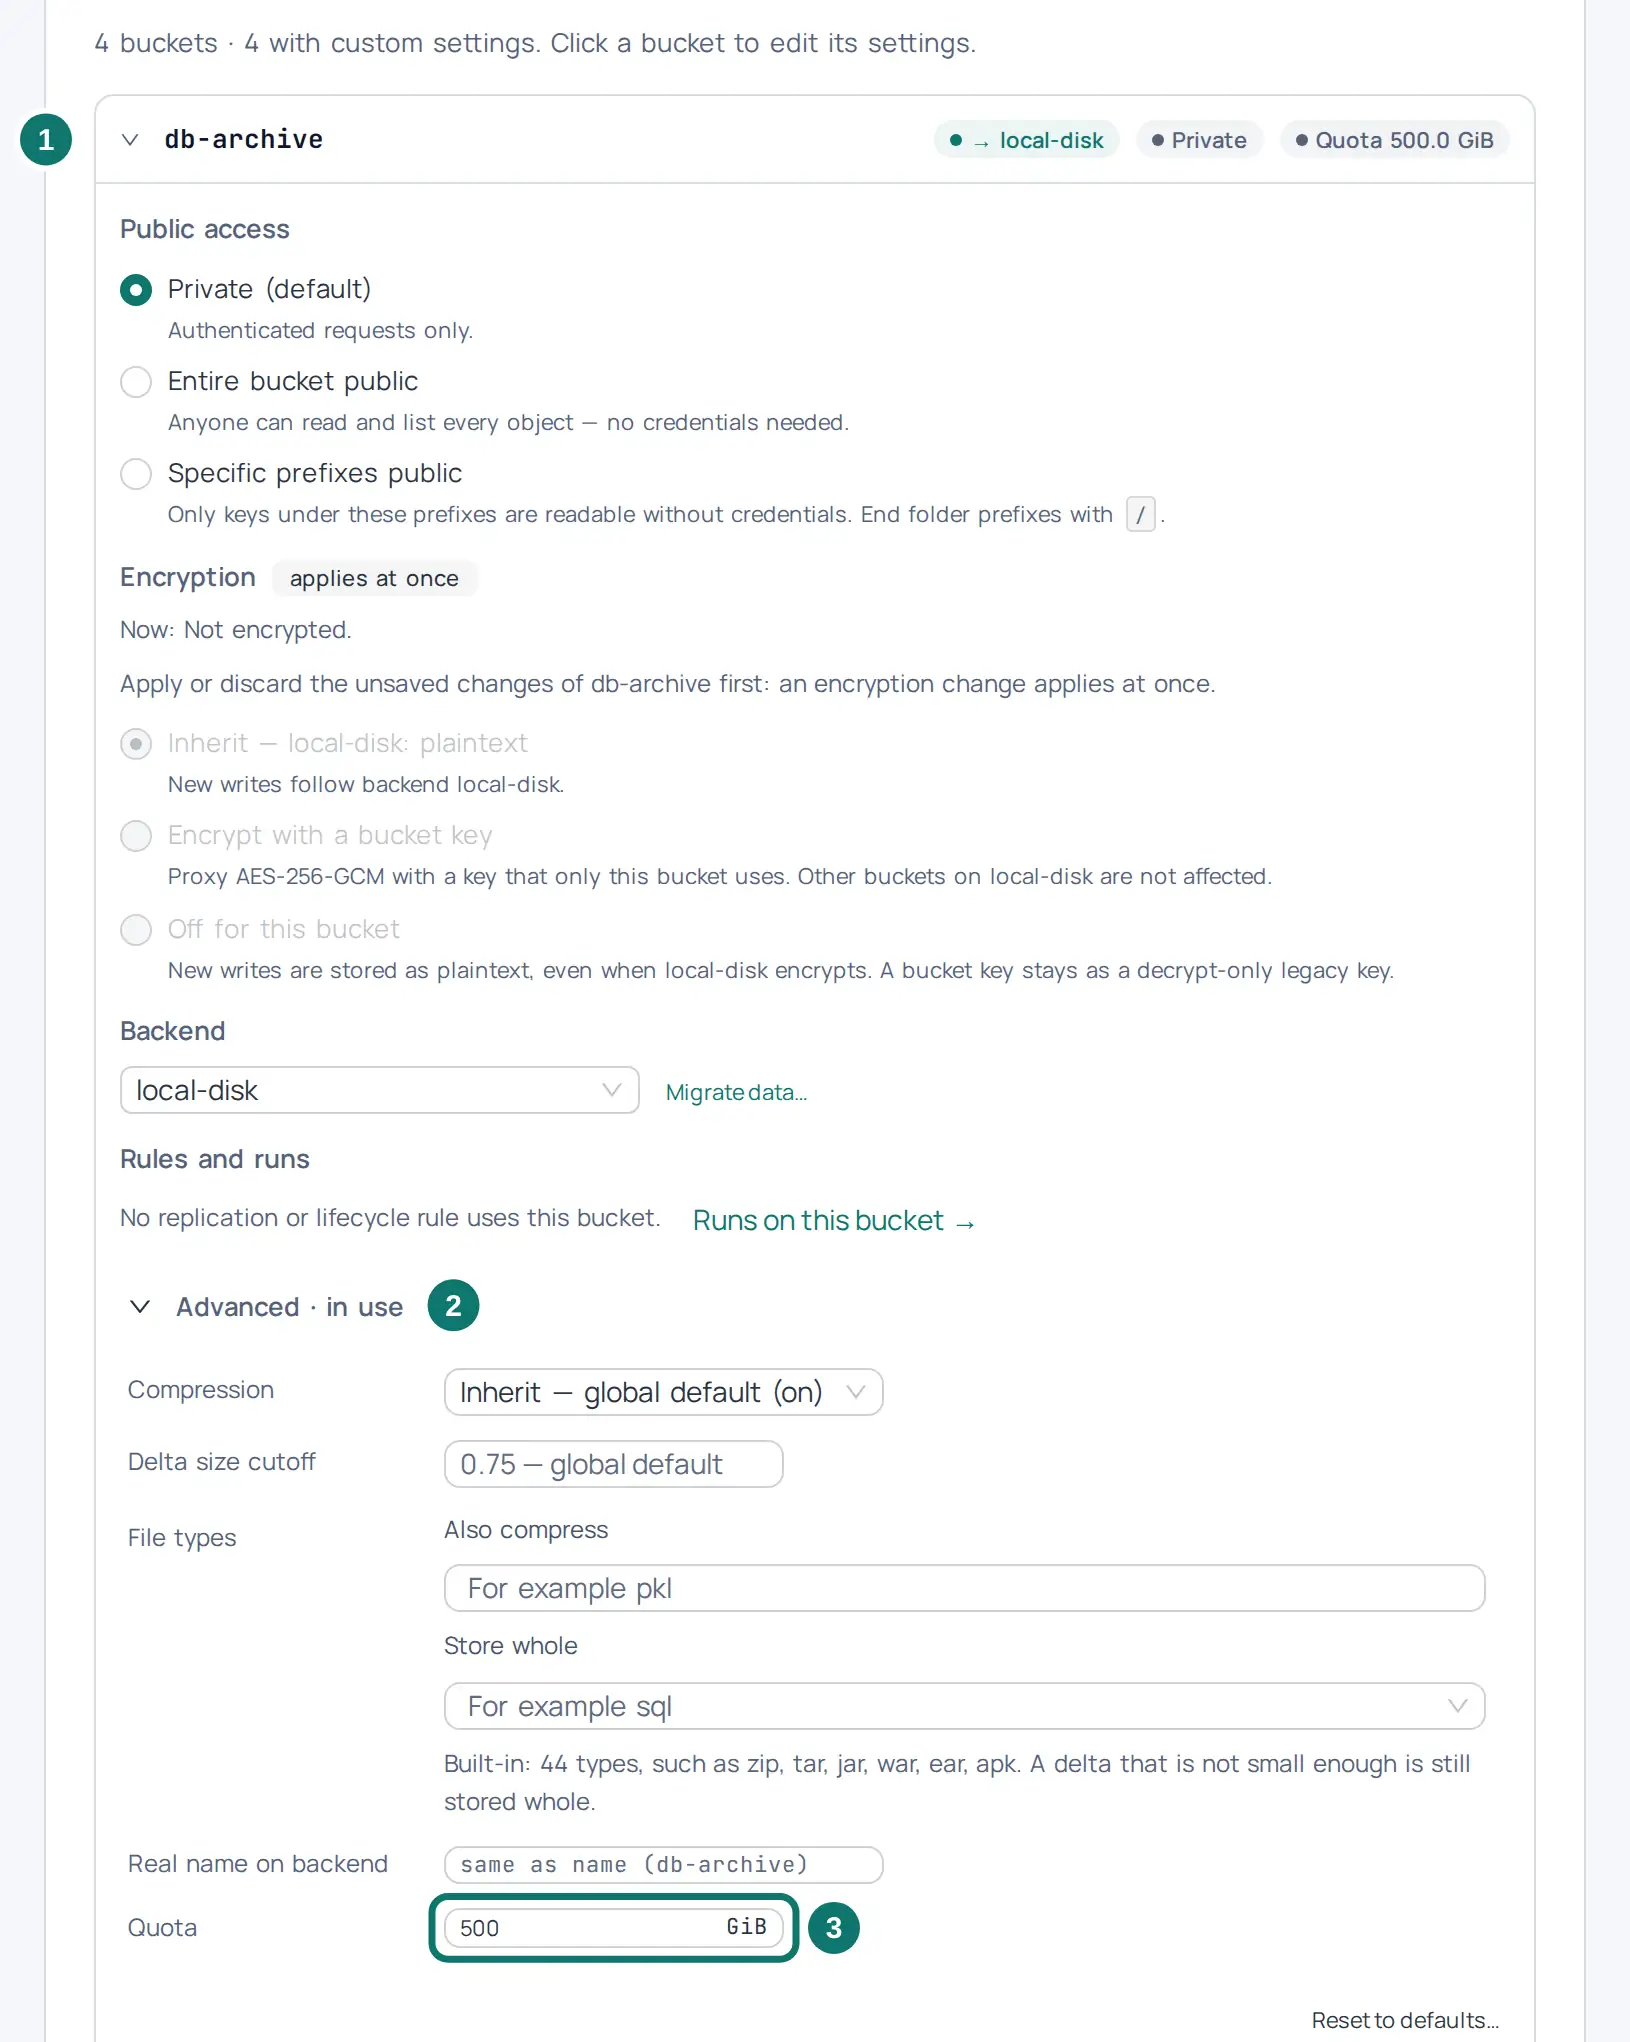 4 buckets · 4 with custom settings. Click a bucket to edit its settings.
1
db-archive
→ local-disk
Private
Quota 500.0 GiB
Public access
Private (default)
Authenticated requests only.
Entire bucket public
Anyone can read and list every object — no credentials needed.
Specific prefixes public
Only keys under these prefixes are readable without credentials. End folder prefixes with / .
Encryption applies at once
Now: Not encrypted.
Apply or discard the unsaved changes of db-archive first: an encryption change applies at once.
Inherit — local-disk: plaintext
New writes follow backend local-disk.
Encrypt with a bucket key
Proxy AES-256-GCM with a key that only this bucket uses. Other buckets on local-disk are not affected.
Off for this bucket
New writes are stored as plaintext, even when local-disk encrypts. A bucket key stays as a decrypt-only legacy key.
Backend
local-disk
Migrate data...
Rules and runs
No replication or lifecycle rule uses this bucket. Runs on this bucket →
Advanced · in use 2
Compression
Inherit — global default (on)
Delta size cutoff
0.75 — global default
File types
Also compress
For example pkl
Store whole
For example sql
Built-in: 44 types, such as zip, tar, jar, war, ear, apk. A delta that is not small enough is still
stored whole.
Real name on backend
same as name (db-archive)
Quota
500 GiB
3
Reset to defaults...